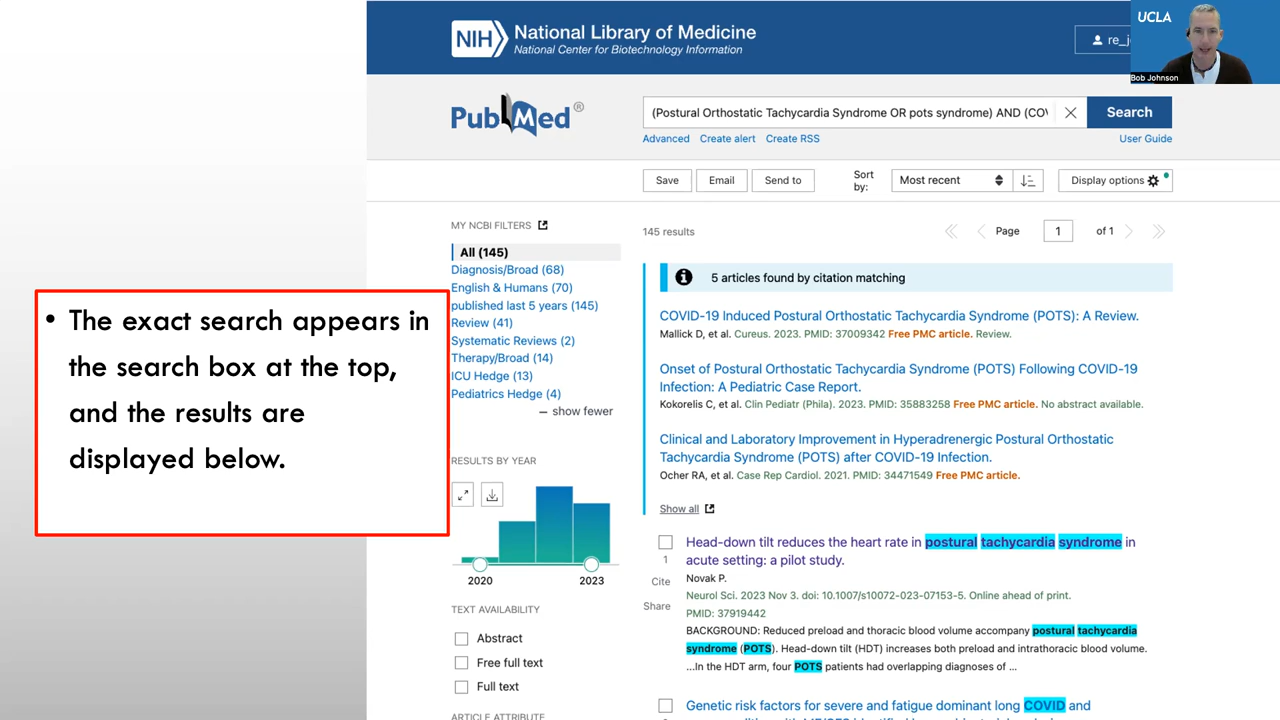 NIH National Library of Medicine
National Center for Biotechnology Information
re_j
UCLA
Bob Johnson
PubMed®
(Postural Orthostatic Tachycardia Syndrome OR pots syndrome) AND (COV
Search
Advanced Create alert Create RSS
User Guide
Save Email Send to
Sort by:
Most recent
Display options
• The exact search appears in
the search box at the top,
and the results are
displayed below.
MY NCBI FILTERS
All (145)
Diagnosis/Broad (68)
English & Humans (70)
published last 5 years (145)
Review (41)
Systematic Reviews (2)
Therapy/Broad (14)
ICU Hedge (13)
Pediatrics Hedge (4)
— show fewer
RESULTS BY YEAR
2020 2023
TEXT AVAILABILITY
Abstract
Free full text
Full text
ARTICLE ATTRIBUTE
145 results
Page 1 of 1
5 articles found by citation matching
COVID-19 Induced Postural Orthostatic Tachycardia Syndrome (POTS): A Review.
Mallick D, et al. Cureus. 2023. PMID: 37009342 Free PMC article. Review.
Onset of Postural Orthostatic Tachycardia Syndrome (POTS) Following COVID-19
Infection: A Pediatric Case Report.
Kokorelis C, et al. Clin Pediatr (Phila). 2023. PMID: 35883258 Free PMC article. No abstract available.
Clinical and Laboratory Improvement in Hyperadrenergic Postural Orthostatic
Tachycardia Syndrome (POTS) after COVID-19 Infection.
Ocher RA, et al. Case Rep Cardiol. 2021. PMID: 34471549 Free PMC article.
Show all
1
Cite
Share
Head-down tilt reduces the heart rate in postural tachycardia syndrome in
acute setting: a pilot study.
Novak P.
Neurol Sci. 2023 Nov 3. doi: 10.1007/s10072-023-07153-5. Online ahead of print.
PMID: 37919442
BACKGROUND: Reduced preload and thoracic blood volume accompany postural tachycardia
syndrome (POTS). Head-down tilt (HDT) increases both preload and intrathoracic blood volume.
...In the HDT arm, four POTS patients had overlapping diagnoses of ...
Genetic risk factors for severe and fatigue dominant long COVID and